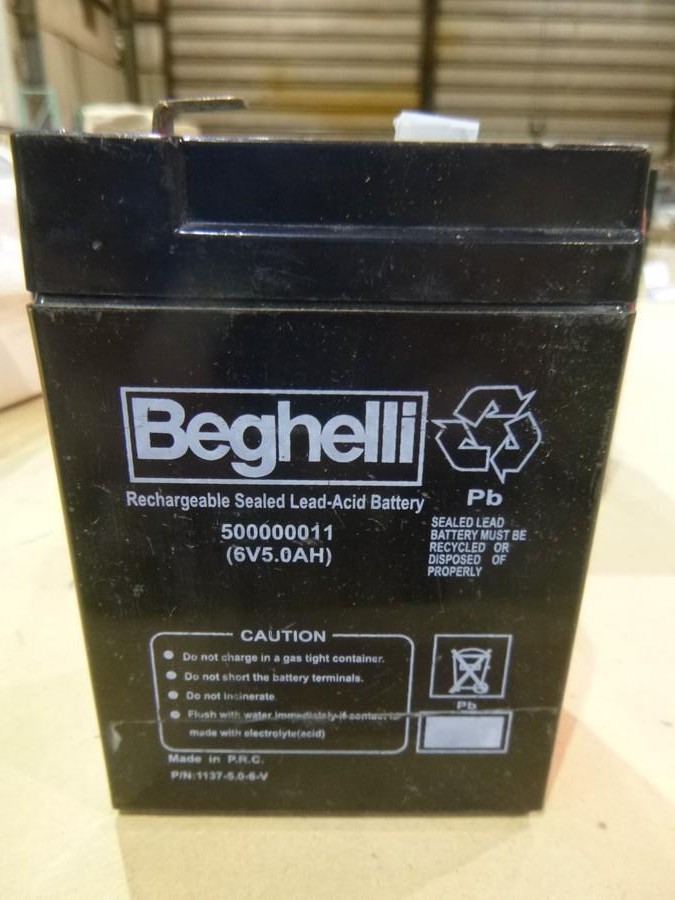 Beghelli
Rechargeable Sealed Lead-Acid Battery
500000011
(6V5.0AH)
Pb
SEALED LEAD
BATTERY MUST BE
RECYCLED OR
DISPOSED OF
PROPERLY
CAUTION
Do not charge in a gas tight container.
Do not short the battery terminals.
Do not incinerate.
Flush with water immediately if contact is
made with electrolyte(acid)
Pb
Made in P.R.C.
P/N:1137-5.0-6-V